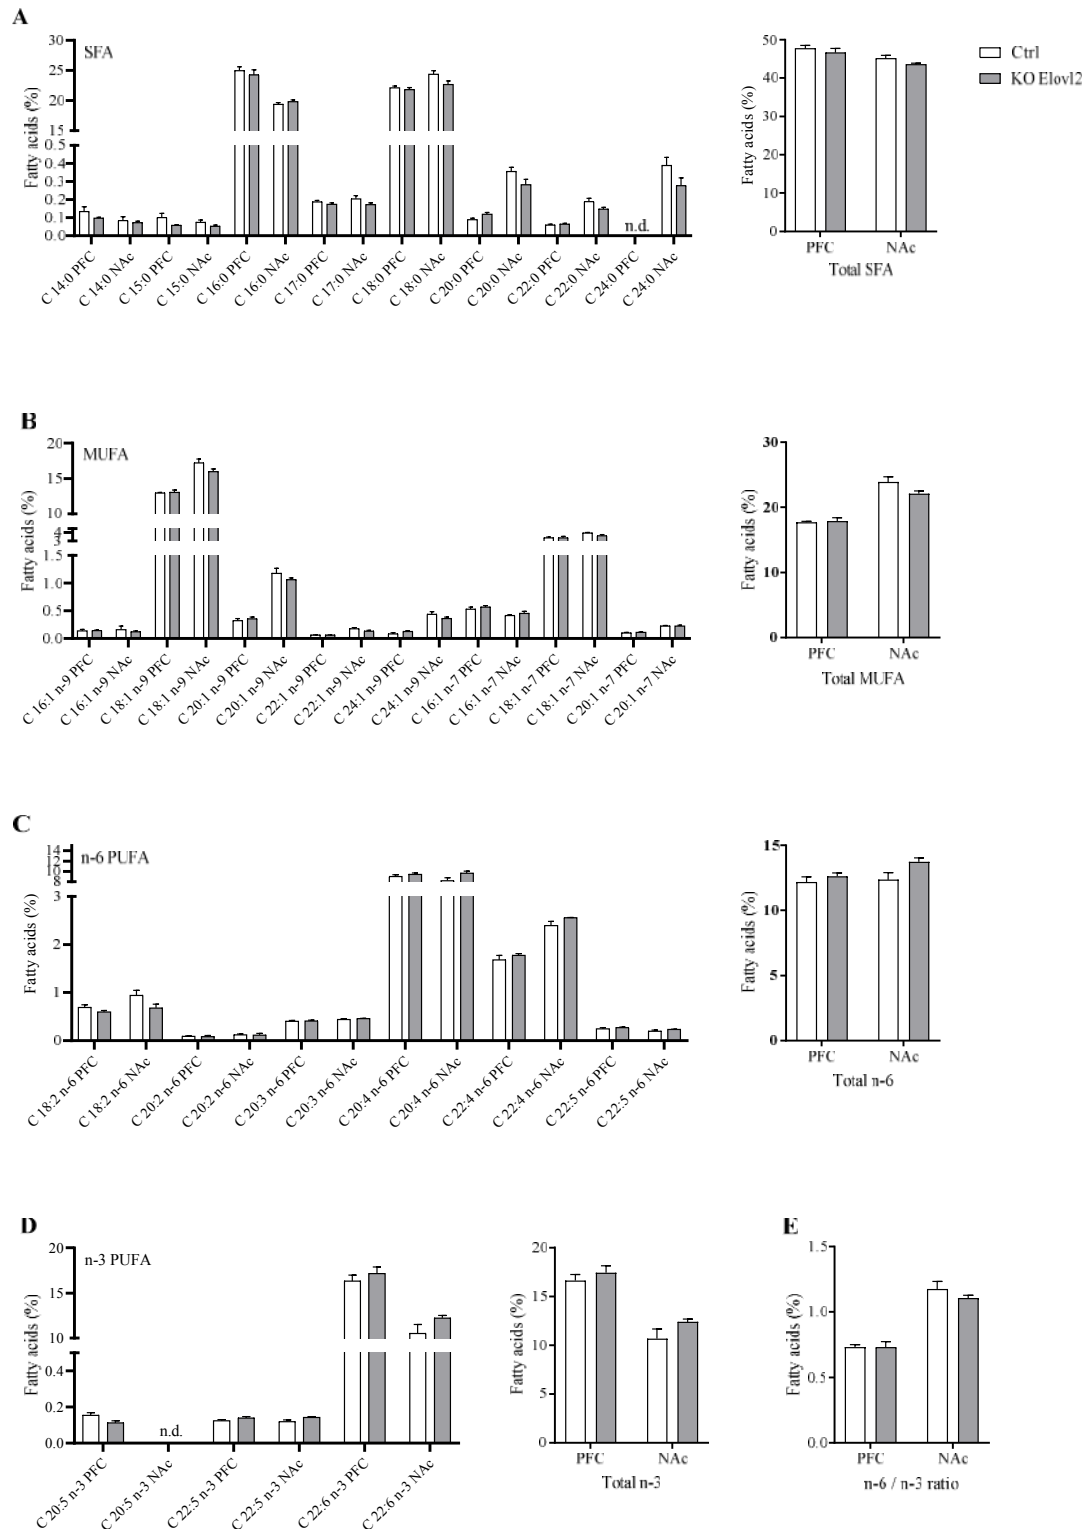 A
SFA
Fatty acids (%)
30
25
20
15
0.5
0.4
0.3
0.2
0.1
0.0
n.d.
C 14:0 PFC
C 14:0 NAc
C 15:0 PFC
C 15:0 NAc
C 16:0 PFC
C 16:0 NAc
C 17:0 PFC
C 17:0 NAc
C 18:0 PFC
C 18:0 NAc
C 20:0 PFC
C 20:0 NAc
C 22:0 PFC
C 22:0 NAc
C 24:0 PFC
C 24:0 NAc
Fatty acids (%)
50
40
30
20
10
0
PFC NAc
Total SFA
Ctrl
KO Elovl2
B
MUFA
Fatty acids (%)
20
15
10
4
3
1.5
1.0
0.5
0.0
C 16:1 n-9 PFC
C 16:1 n-9 NAc
C 18:1 n-9 PFC
C 18:1 n-9 NAc
C 20:1 n-9 PFC
C 20:1 n-9 NAc
C 22:1 n-9 PFC
C 22:1 n-9 NAc
C 24:1 n-9 PFC
C 24:1 n-9 NAc
C 16:1 n-7 PFC
C 16:1 n-7 NAc
C 18:1 n-7 PFC
C 18:1 n-7 NAc
C 20:1 n-7 PFC
C 20:1 n-7 NAc
Fatty acids (%)
30
20
10
0
PFC NAc
Total MUFA
C
n-6 PUFA
Fatty acids (%)
14
12
10
8
3
2
1
0
C 18:2 n-6 PFC
C 18:2 n-6 NAc
C 20:2 n-6 PFC
C 20:2 n-6 NAc
C 20:3 n-6 PFC
C 20:3 n-6 NAc
C 20:4 n-6 PFC
C 20:4 n-6 NAc
C 22:4 n-6 PFC
C 22:4 n-6 NAc
C 22:5 n-6 PFC
C 22:5 n-6 NAc
Fatty acids (%)
15
10
5
0
PFC NAc
Total n-6
D
n-3 PUFA
Fatty acids (%)
20
15
10
0.4
0.2
0.0
n.d.
C 20:5 n-3 PFC
C 20:5 n-3 NAc
C 22:5 n-3 PFC
C 22:5 n-3 NAc
C 22:6 n-3 PFC
C 22:6 n-3 NAc
Fatty acids (%)
20
15
10
5
0
PFC NAc
Total n-3
E
Fatty acids (%)
1.5
1.0
0.5
0.0
PFC NAc
n-6 / n-3 ratio